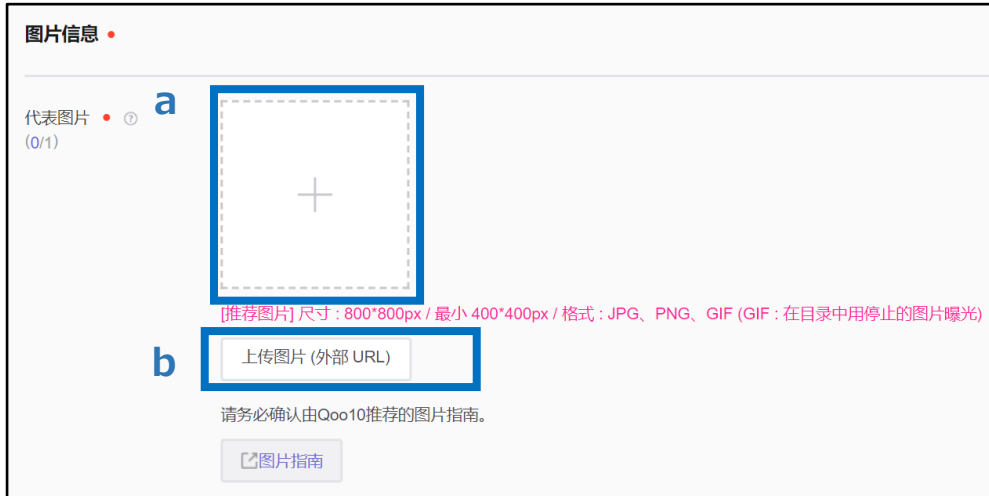 图片信息 •
a
代表图片 • ?
(0/1)
[推荐图片] 尺寸 : 800*800px / 最小 400*400px / 格式 : JPG、PNG、GIF (GIF : 在目录中用停止的图片曝光)
b
上传图片 (外部 URL)
请务必确认由Qoo10推荐的图片指南。
图片指南